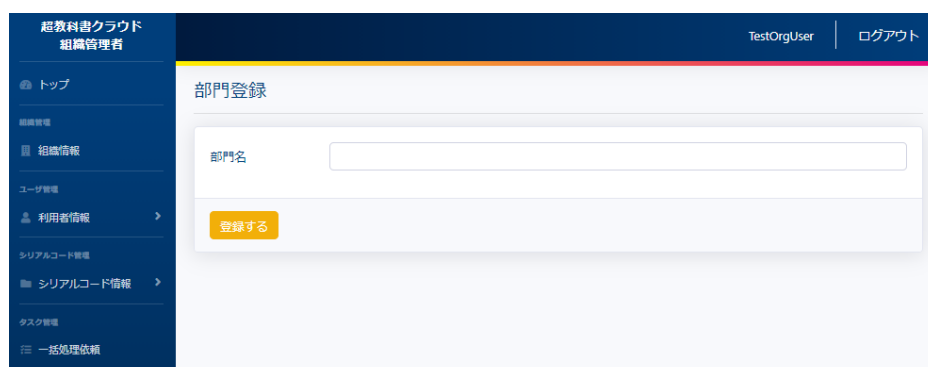 超教科書クラウド
組織管理者
TestOrgUser
ログアウト
トップ
部門登録
組織管理
組織情報
部門名
ユーザ管理
利用者情報
登録する
シリアルコード管理
シリアルコード情報
タスク管理
一括処理依頼